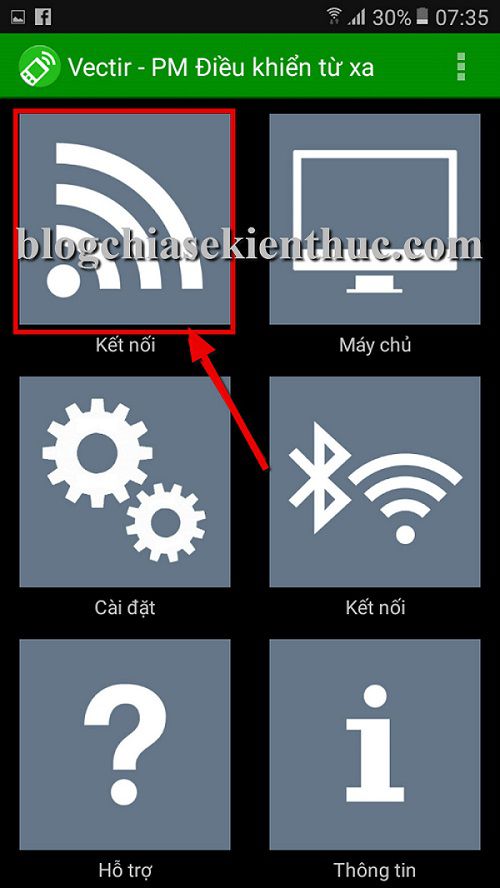 30% 07:35
Vectir - PM Điều khiển từ xa
blogchiasekienthuc.com
Kết nối Máy chủ
Cài đặt Kết nối
Hỗ trợ Thông tin